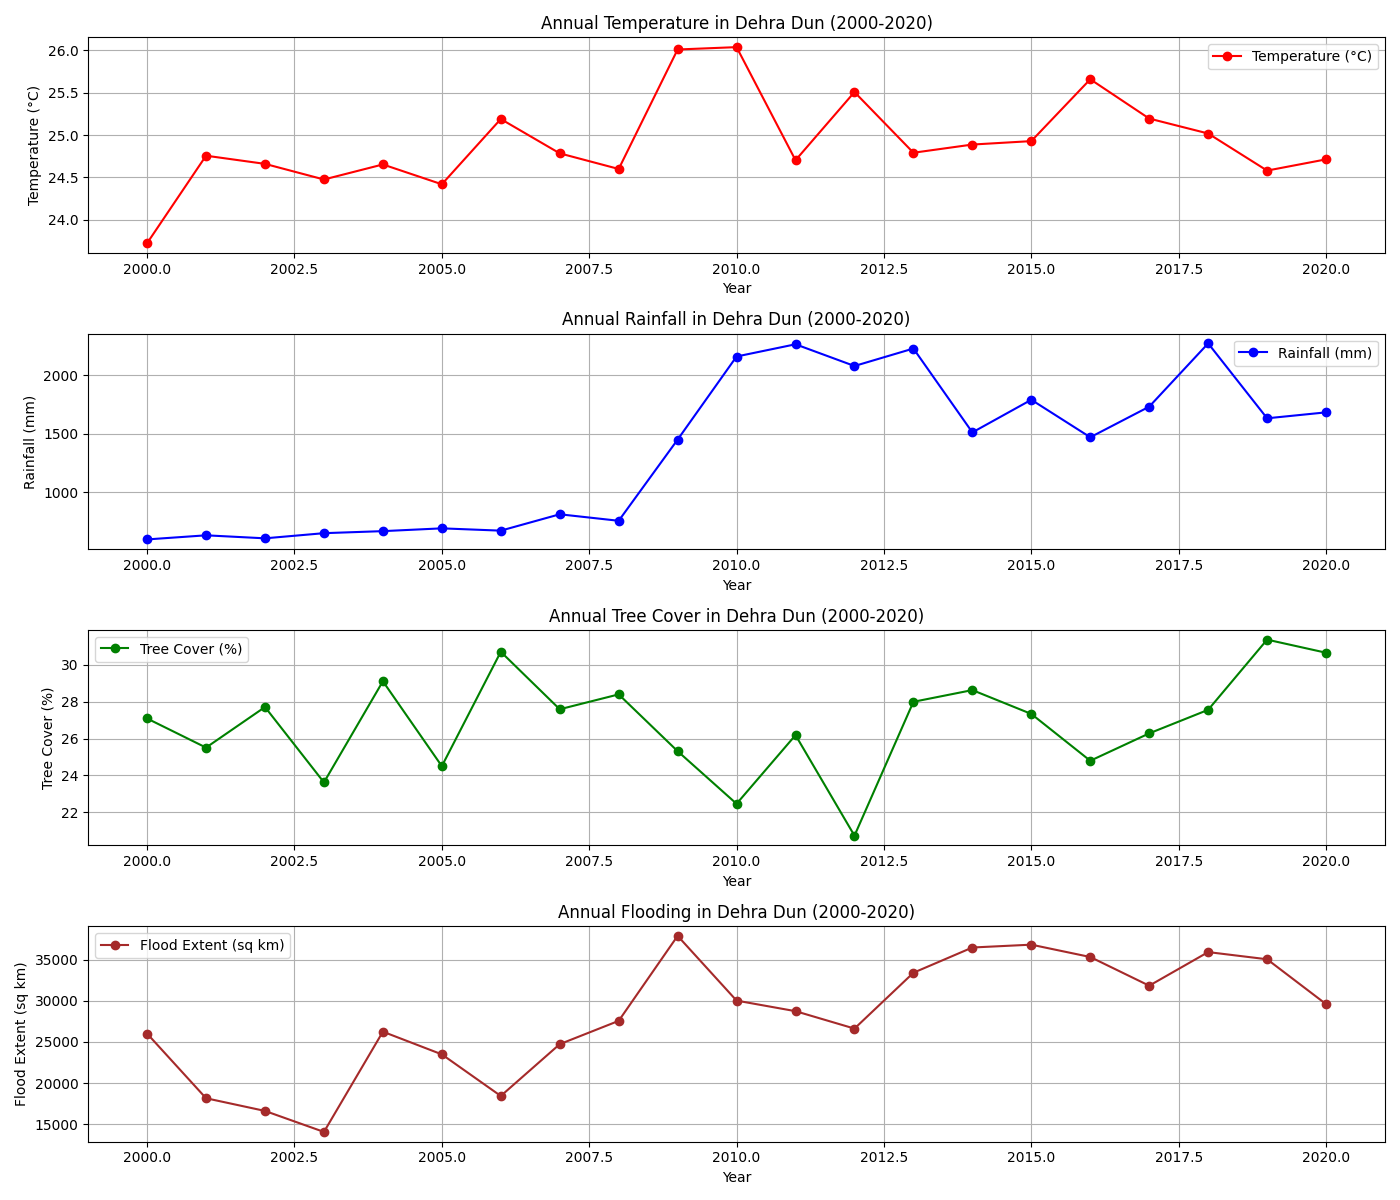 Annual Temperature in Dehra Dun (2000-2020)
Temperature (°C)
26.0
25.5
25.0
24.5
24.0
Temperature (°C)
2000.0 2002.5 2005.0 2007.5 2010.0 2012.5 2015.0 2017.5 2020.0
Year
Annual Rainfall in Dehra Dun (2000-2020)
Rainfall (mm)
2000
1500
1000
Rainfall (mm)
2000.0 2002.5 2005.0 2007.5 2010.0 2012.5 2015.0 2017.5 2020.0
Year
Annual Tree Cover in Dehra Dun (2000-2020)
Tree Cover (%)
30
28
26
24
22
Tree Cover (%)
2000.0 2002.5 2005.0 2007.5 2010.0 2012.5 2015.0 2017.5 2020.0
Year
Annual Flooding in Dehra Dun (2000-2020)
Flood Extent (sq km)
35000
30000
25000
20000
15000
Flood Extent (sq km)
2000.0 2002.5 2005.0 2007.5 2010.0 2012.5 2015.0 2017.5 2020.0
Year